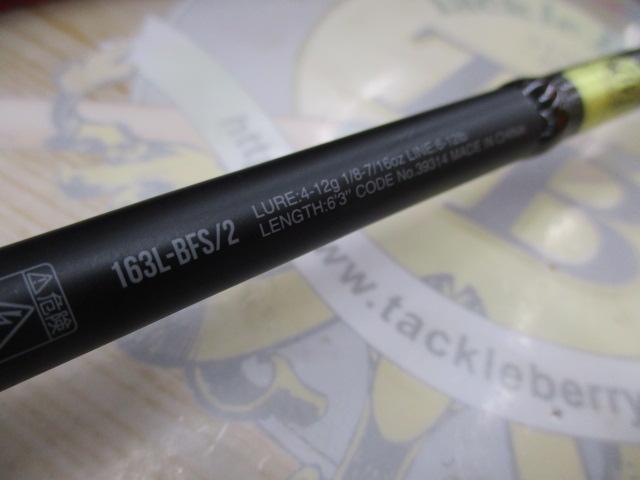 163L-BFS/2
LURE:4-12g 1/8-7/16oz LINE:6-12lb
LENGTH:6'3" CODE No.39314 MADE IN CHINA
危険
http
www.tackleberry